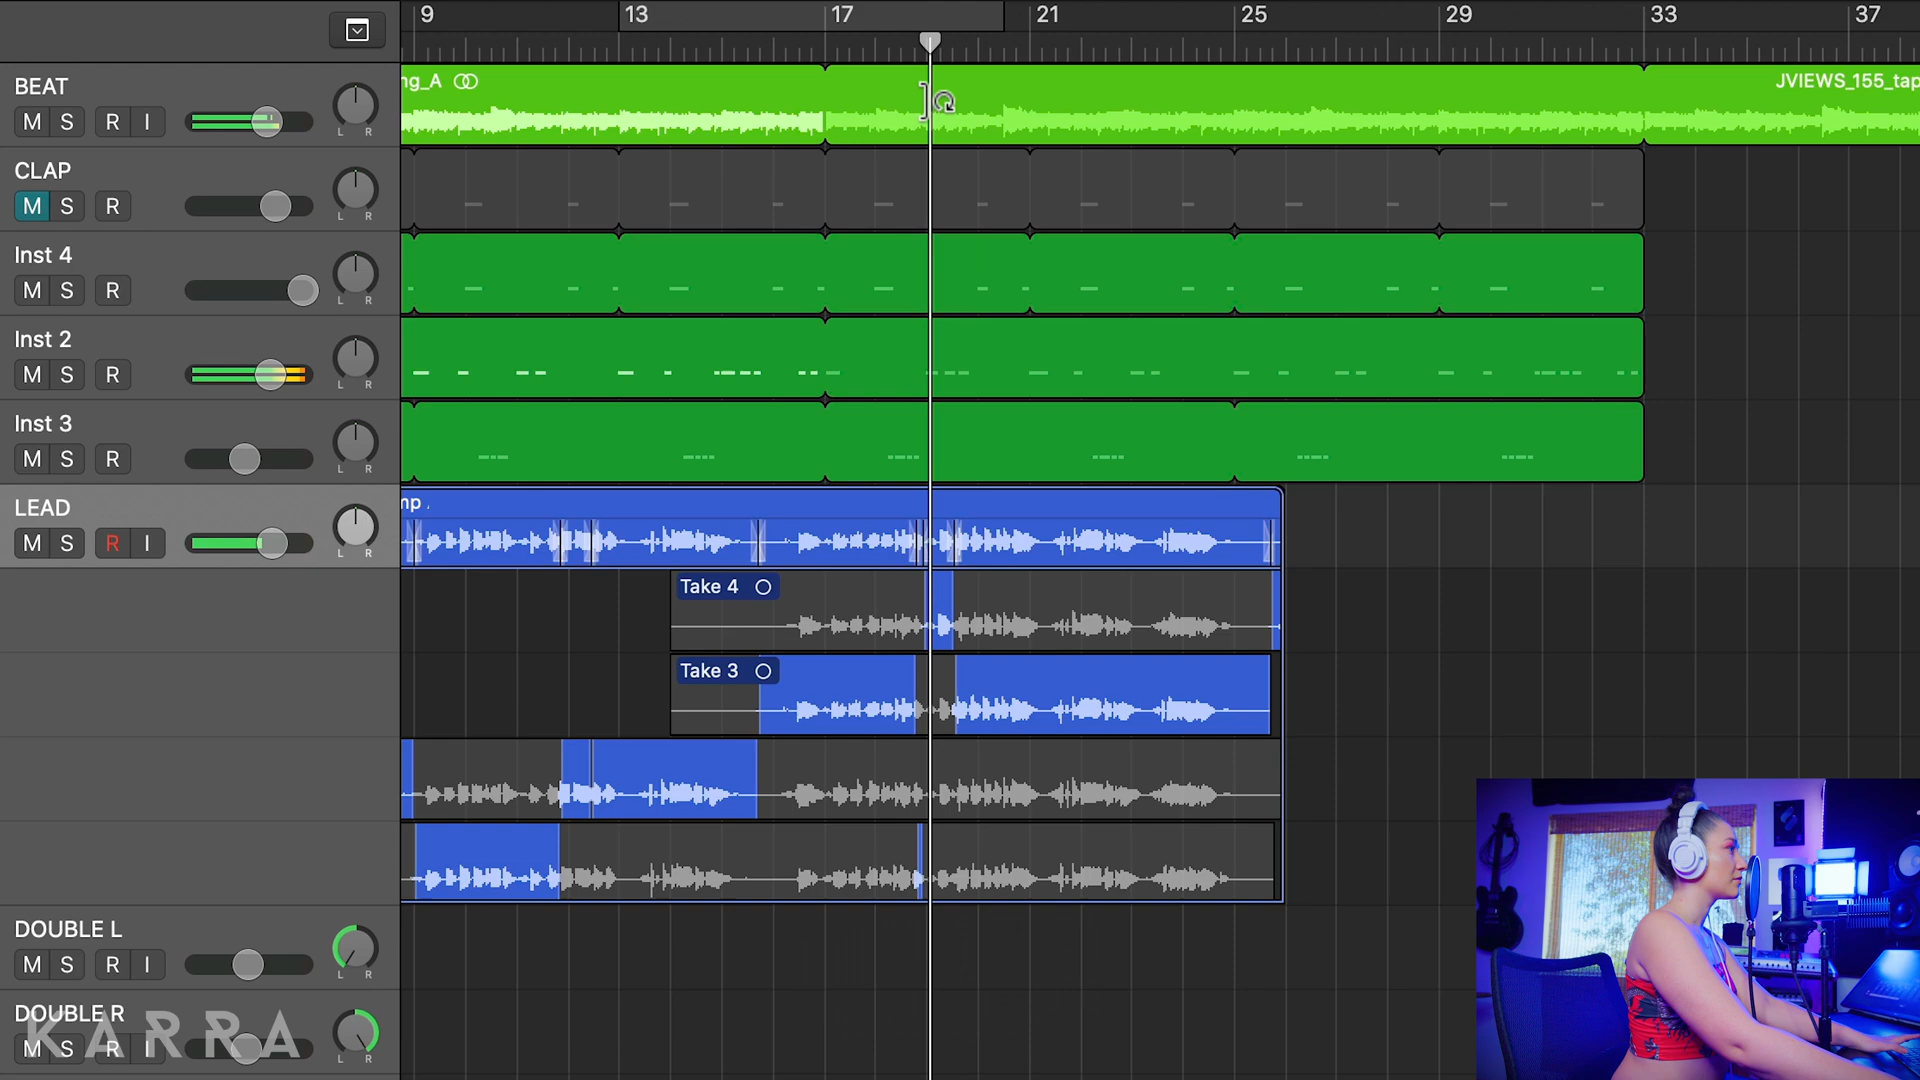 9 13 17 21 25 29 33 37
BEAT
M S R I
L R
ng_A
JVIEWS_155_tap
CLAP
M S R
L R
Inst 4
M S R
L R
Inst 2
M S R
L R
Inst 3
M S R
L R
LEAD
M S R I
L R
mp
Take 4
Take 3
DOUBLE L
M S R I
L R
DOUBLE R
M S R I
L R
KARRA